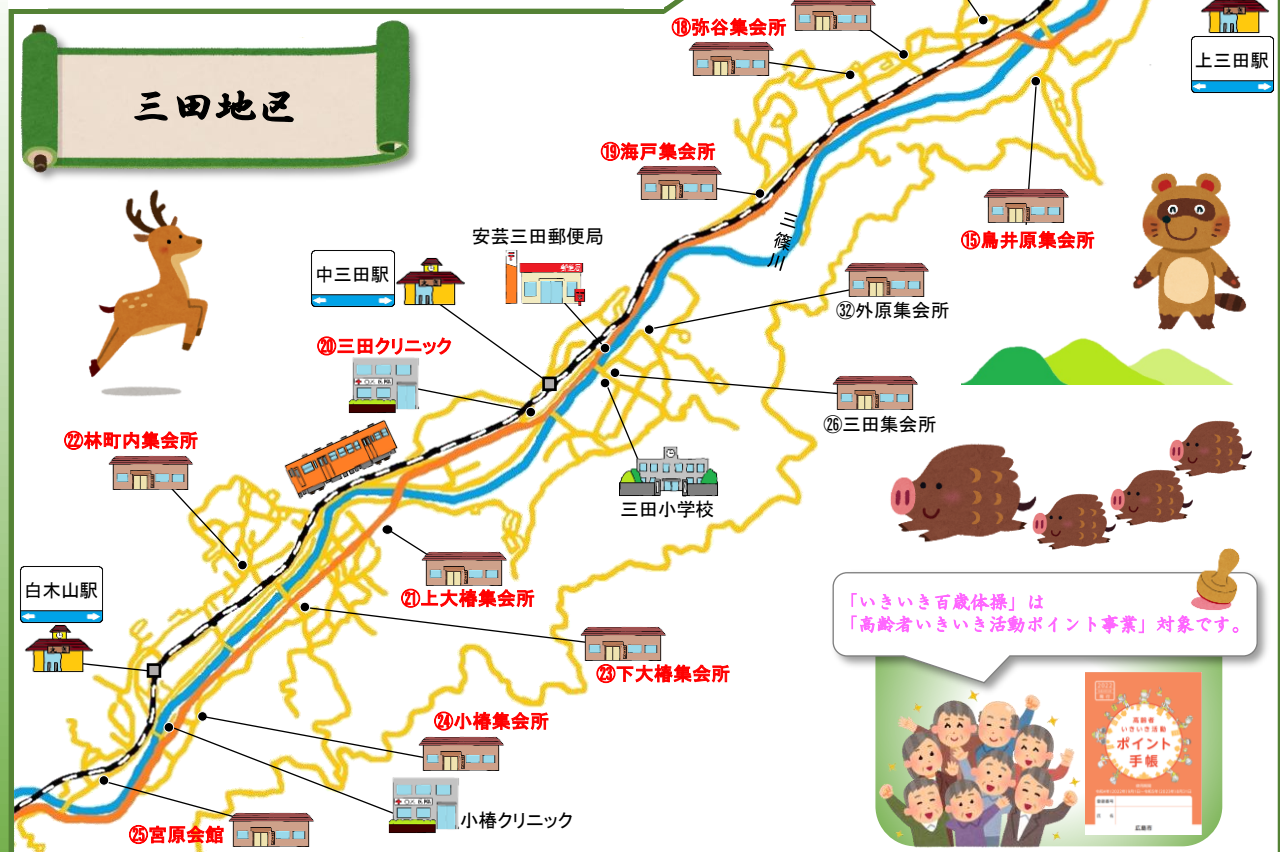 三田地区
⑱弥谷集会所
上三田駅
⑲海戸集会所
三篠川
⑮鳥井原集会所
安芸三田郵便局
中三田駅
㉜外原集会所
⑳三田クリニック
㉖三田集会所
㉒林町内集会所
三田小学校
白木山駅
㉑上大椿集会所
「いきいき百歳体操」は
「高齢者いきいき活動ポイント事業」対象です。
㉓下大椿集会所
㉔小椿集会所
小椿クリニック
㉕宮原会館
高齢者
いきいき活動
ポイント
手帳
広島市